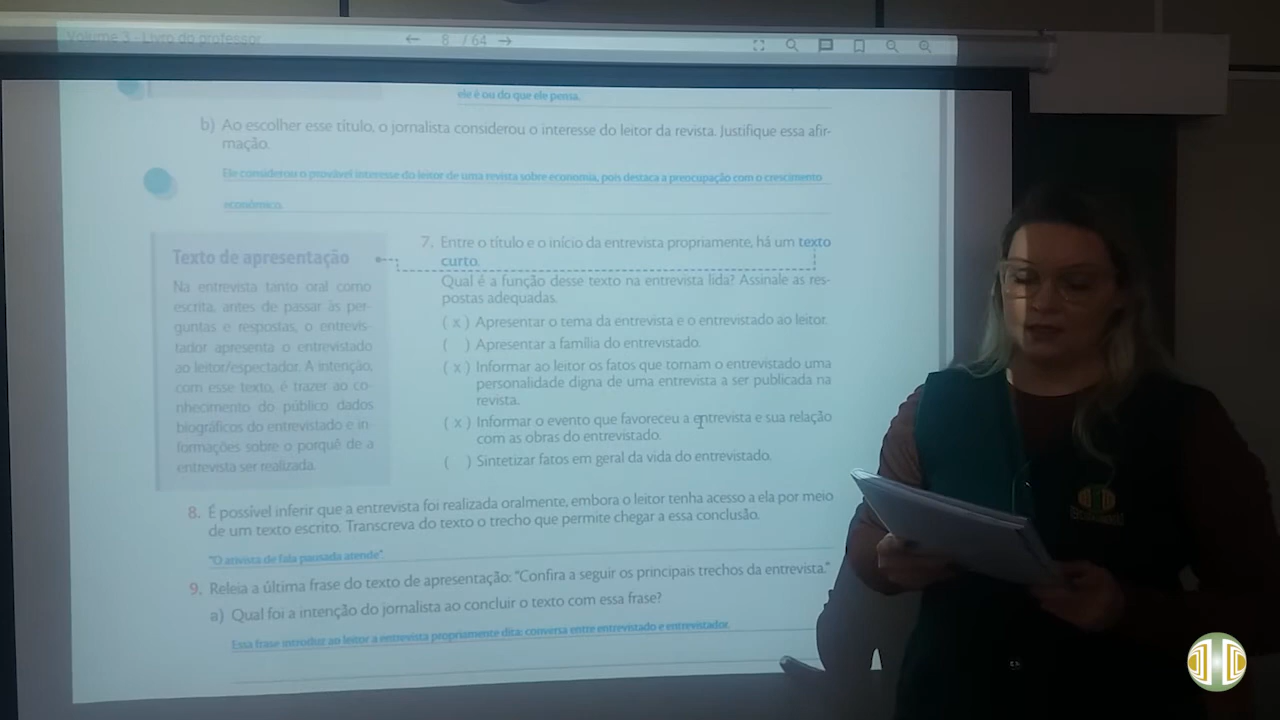 Volume 3 - Livro do professor
← 8 / 64 →
ele é ou do que ele pensa.
b) Ao escolher esse título, o jornalista considerou o interesse do leitor da revista. Justifique essa afir-
mação.
Ele considerou o provável interesse do leitor de uma revista sobre economia, pois destaca a preocupação com o crescimento
econômico.
Texto de apresentação
Na entrevista tanto oral como
escrita, antes de passar às per-
guntas e respostas, o entrevis-
tador apresenta o entrevistado
ao leitor/espectador. A intenção,
com esse texto, é trazer ao co-
nhecimento do público dados
biográficos do entrevistado e in-
formações sobre o porquê de a
entrevista ser realizada.
7. Entre o título e o início da entrevista propriamente, há um texto
curto.
Qual é a função desse texto na entrevista lida? Assinale as res-
postas adequadas.
( x ) Apresentar o tema da entrevista e o entrevistado ao leitor.
( ) Apresentar a família do entrevistado.
( x ) Informar ao leitor os fatos que tornam o entrevistado uma
personalidade digna de uma entrevista a ser publicada na
revista.
( x ) Informar o evento que favoreceu a entrevista e sua relação
com as obras do entrevistado.
( ) Sintetizar fatos em geral da vida do entrevistado.
8. É possível inferir que a entrevista foi realizada oralmente, embora o leitor tenha acesso a ela por meio
de um texto escrito. Transcreva do texto o trecho que permite chegar a essa conclusão.
"O ativista de fala pausada atende".
9. Releia a última frase do texto de apresentação: "Confira a seguir os principais trechos da entrevista."
a) Qual foi a intenção do jornalista ao concluir o texto com essa frase?
Essa frase introduz ao leitor a entrevista propriamente dita: conversa entre entrevistado e entrevistador.